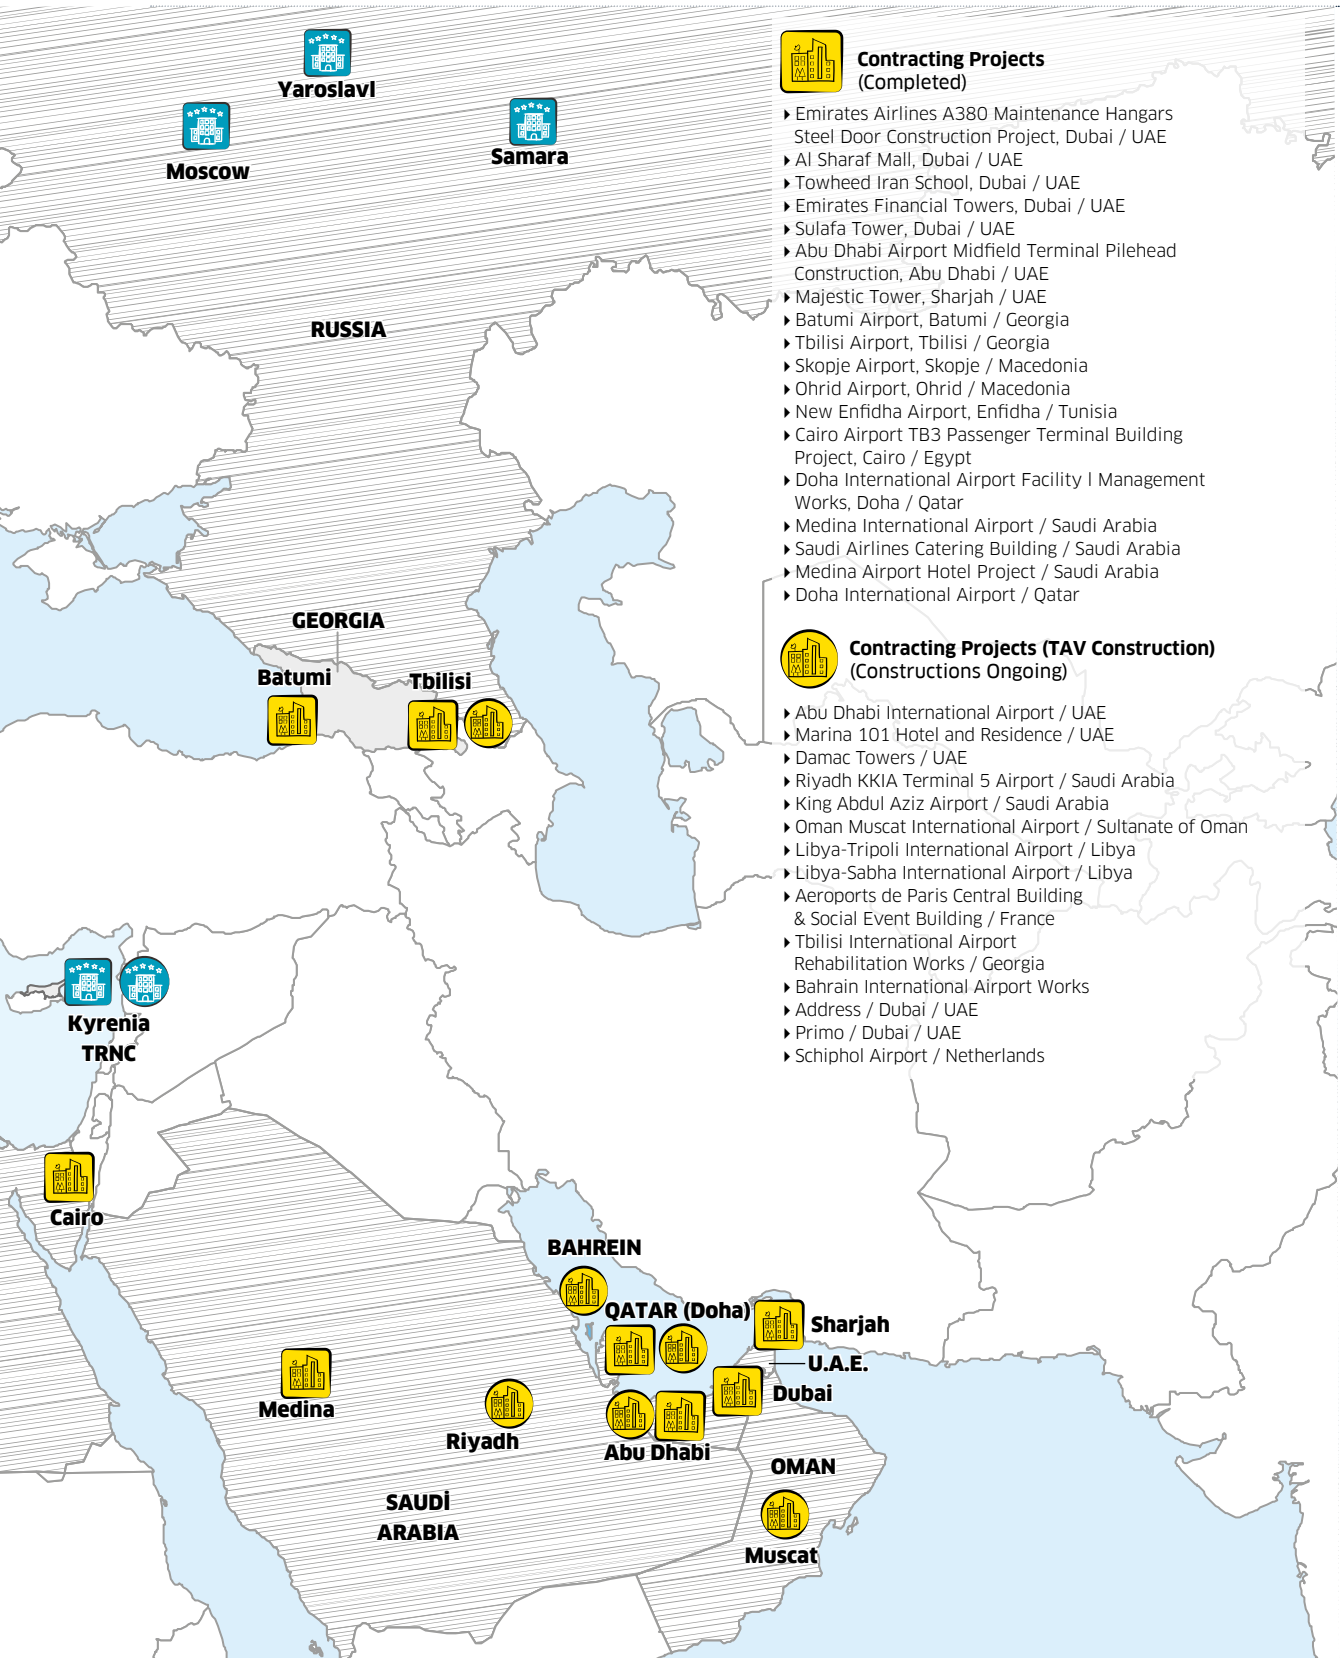 Yaroslavl
Moscow
Samara
RUSSIA
GEORGIA
Batumi
Tbilisi
Kyrenia
TRNC
Cairo
BAHREIN
QATAR (Doha)
Sharjah
U.A.E.
Dubai
Medina
Riyadh
Abu Dhabi
OMAN
SAUDİ
ARABIA
Muscat
Contracting Projects
(Completed)
Emirates Airlines A380 Maintenance Hangars
Steel Door Construction Project, Dubai / UAE
Al Sharaf Mall, Dubai / UAE
Towheed Iran School, Dubai / UAE
Emirates Financial Towers, Dubai / UAE
Sulafa Tower, Dubai / UAE
Abu Dhabi Airport Midfield Terminal Pilehead
Construction, Abu Dhabi / UAE
Majestic Tower, Sharjah / UAE
Batumi Airport, Batumi / Georgia
Tbilisi Airport, Tbilisi / Georgia
Skopje Airport, Skopje / Macedonia
Ohrid Airport, Ohrid / Macedonia
New Enfidha Airport, Enfidha / Tunisia
Cairo Airport TB3 Passenger Terminal Building
Project, Cairo / Egypt
Doha International Airport Facility l Management
Works, Doha / Qatar
Medina International Airport / Saudi Arabia
Saudi Airlines Catering Building / Saudi Arabia
Medina Airport Hotel Project / Saudi Arabia
Doha International Airport / Qatar
Contracting Projects (TAV Construction)
(Constructions Ongoing)
Abu Dhabi International Airport / UAE
Marina 101 Hotel and Residence / UAE
Damac Towers / UAE
Riyadh KKIA Terminal 5 Airport / Saudi Arabia
King Abdul Aziz Airport / Saudi Arabia
Oman Muscat International Airport / Sultanate of Oman
Libya-Tripoli International Airport / Libya
Libya-Sabha International Airport / Libya
Aeroports de Paris Central Building
& Social Event Building / France
Tbilisi International Airport
Rehabilitation Works / Georgia
Bahrain International Airport Works
Address / Dubai / UAE
Primo / Dubai / UAE
Schiphol Airport / Netherlands